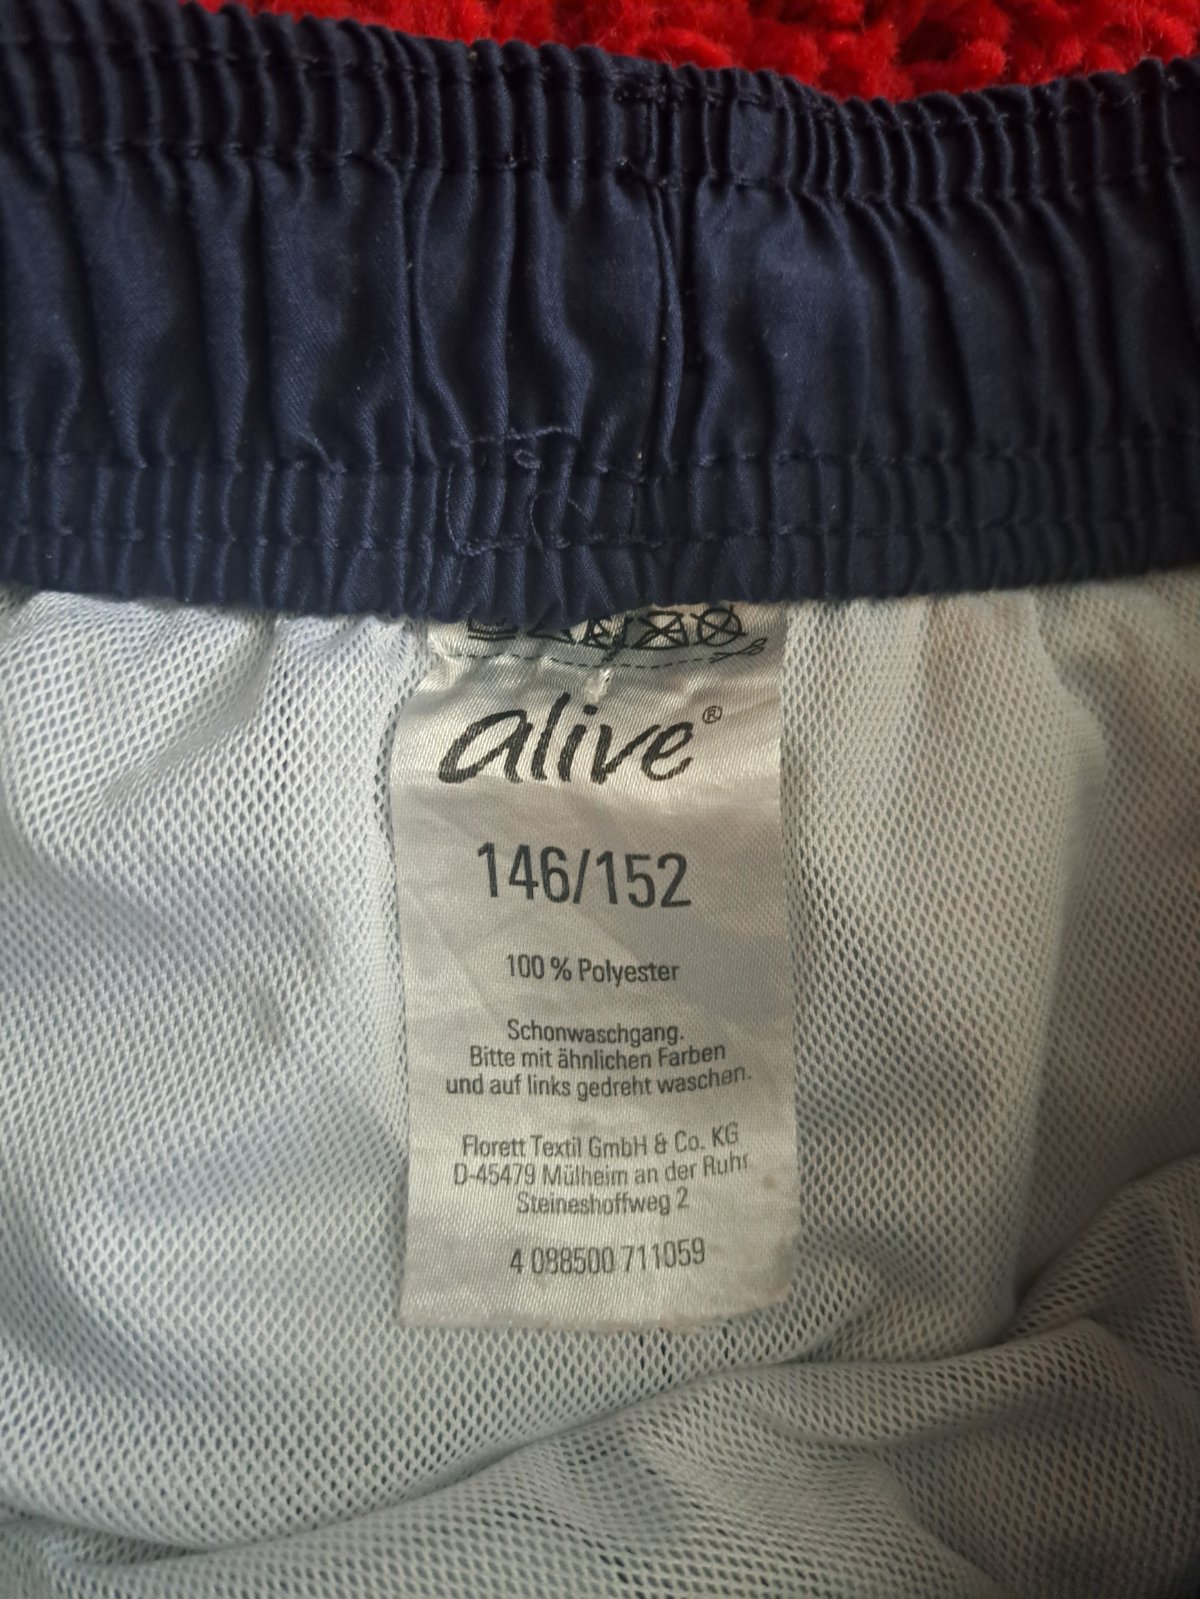 alive®
146/152
100 % Polyester
Schonwaschgang.
Bitte mit ähnlichen Farben
und auf links gedreht waschen.
Florett Textil GmbH & Co. KG
D-45479 Mülheim an der Ruhr
Steineshoffweg 2
4 088500 711059